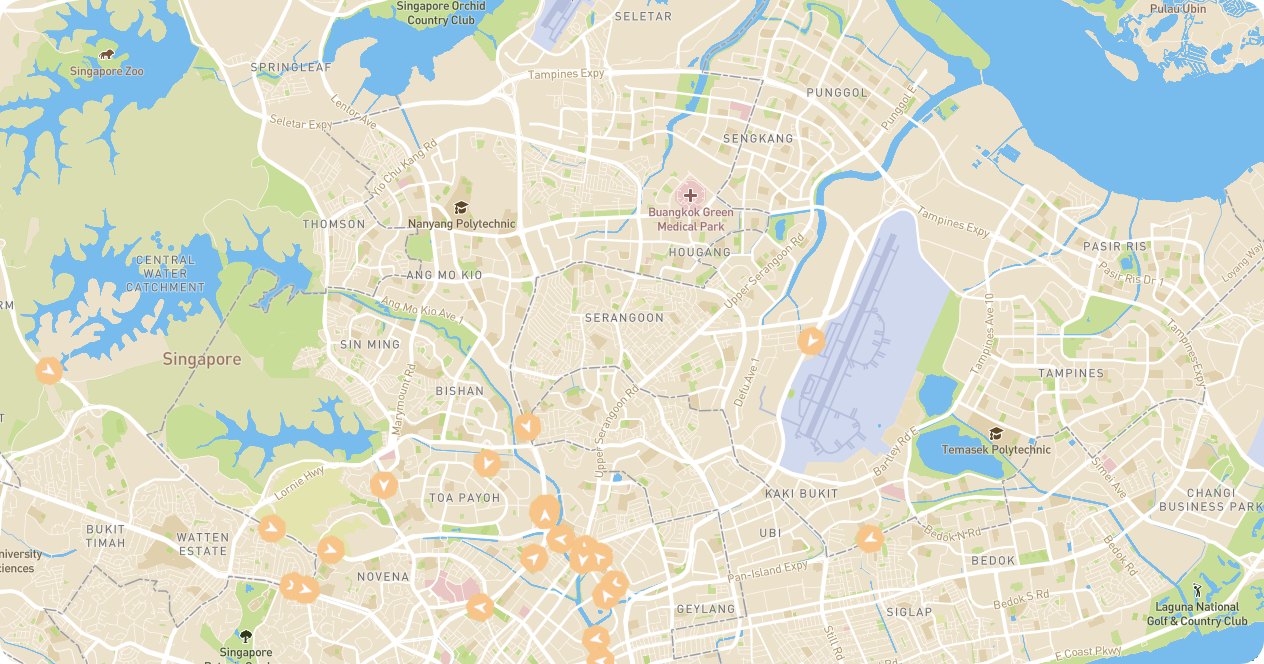 Singapore Orchid
Country Club
SELETAR
Pulau Ubin
Singapore Zoo
SPRINGLEAF
Tampines Expy
PUNGGOL
Punggol E
Lentor Ave
Seletar Expy
SENGKANG
Yio Chu Kang Rd
Nanyang Polytechnic
Buangkok Green
Medical Park
THOMSON
Tampines Expy
HOUGANG
PASIR RIS
Loyang Way
CENTRAL
WATER
CATCHMENT
ANG MO KIO
Upper Serangoon Rd
Pasir Ris Dr 1
Ang Mo Kio Ave 1
SERANGOON
Tampines Ave 10
Tampines Expy
SIN MING
Singapore
TAMPINES
BISHAN
Marymount Rd
Defu Ave 1
Upper Serangoon Rd
Bartley Rd E
Temasek Polytechnic
Simei Ave
Lornie Hwy
TOA PAYOH
KAKI BUKIT
CHANGI
BUSINESS PARK
BUKIT
TIMAH
WATTEN
ESTATE
UBI
Bedok N Rd
Bedok Rd
BEDOK
niversity
ciences
NOVENA
Pan-Island Expy
Bedok S Rd
GEYLANG
SIGLAP
Laguna National
Golf & Country Club
Still Rd
Singapore
E Coast Pkwy